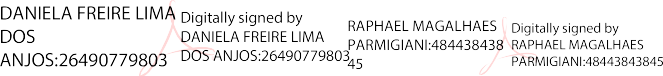 DANIELA FREIRE LIMA
DOS
ANJOS:26490779803
Digitally signed by
DANIELA FREIRE LIMA
DOS ANJOS:26490779803
RAPHAEL MAGALHAES
PARMIGIANI:484438438
45
Digitally signed by
RAPHAEL MAGALHAES
PARMIGIANI:48443843845